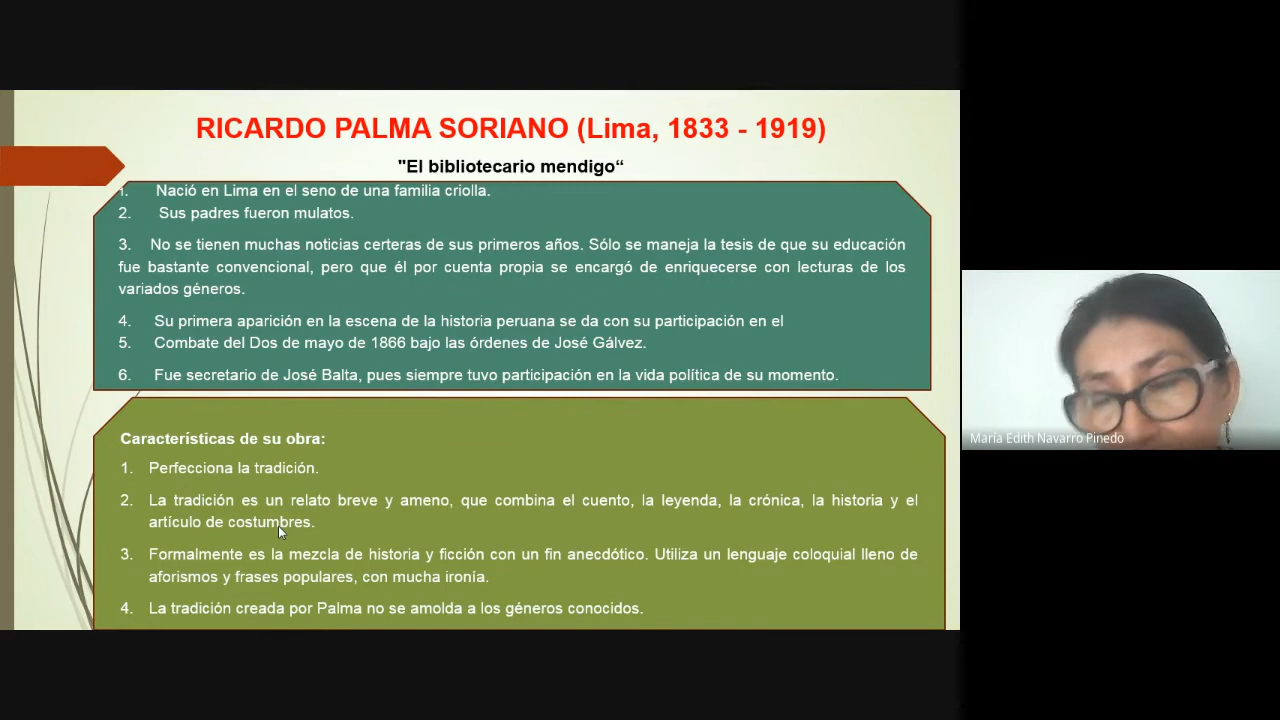 RICARDO PALMA SORIANO (Lima, 1833 - 1919)
"El bibliotecario mendigo“
1. Nació en Lima en el seno de una familia criolla.
2. Sus padres fueron mulatos.
3. No se tienen muchas noticias certeras de sus primeros años. Sólo se maneja la tesis de que su educación
fue bastante convencional, pero que él por cuenta propia se encargó de enriquecerse con lecturas de los
variados géneros.
4. Su primera aparición en la escena de la historia peruana se da con su participación en el
5. Combate del Dos de mayo de 1866 bajo las órdenes de José Gálvez.
6. Fue secretario de José Balta, pues siempre tuvo participación en la vida política de su momento.
Características de su obra:
1. Perfecciona la tradición.
2. La tradición es un relato breve y ameno, que combina el cuento, la leyenda, la crónica, la historia y el
artículo de costumbres.
3. Formalmente es la mezcla de historia y ficción con un fin anecdótico. Utiliza un lenguaje coloquial lleno de
aforismos y frases populares, con mucha ironía.
4. La tradición creada por Palma no se amolda a los géneros conocidos.
María Edith Navarro Pinedo